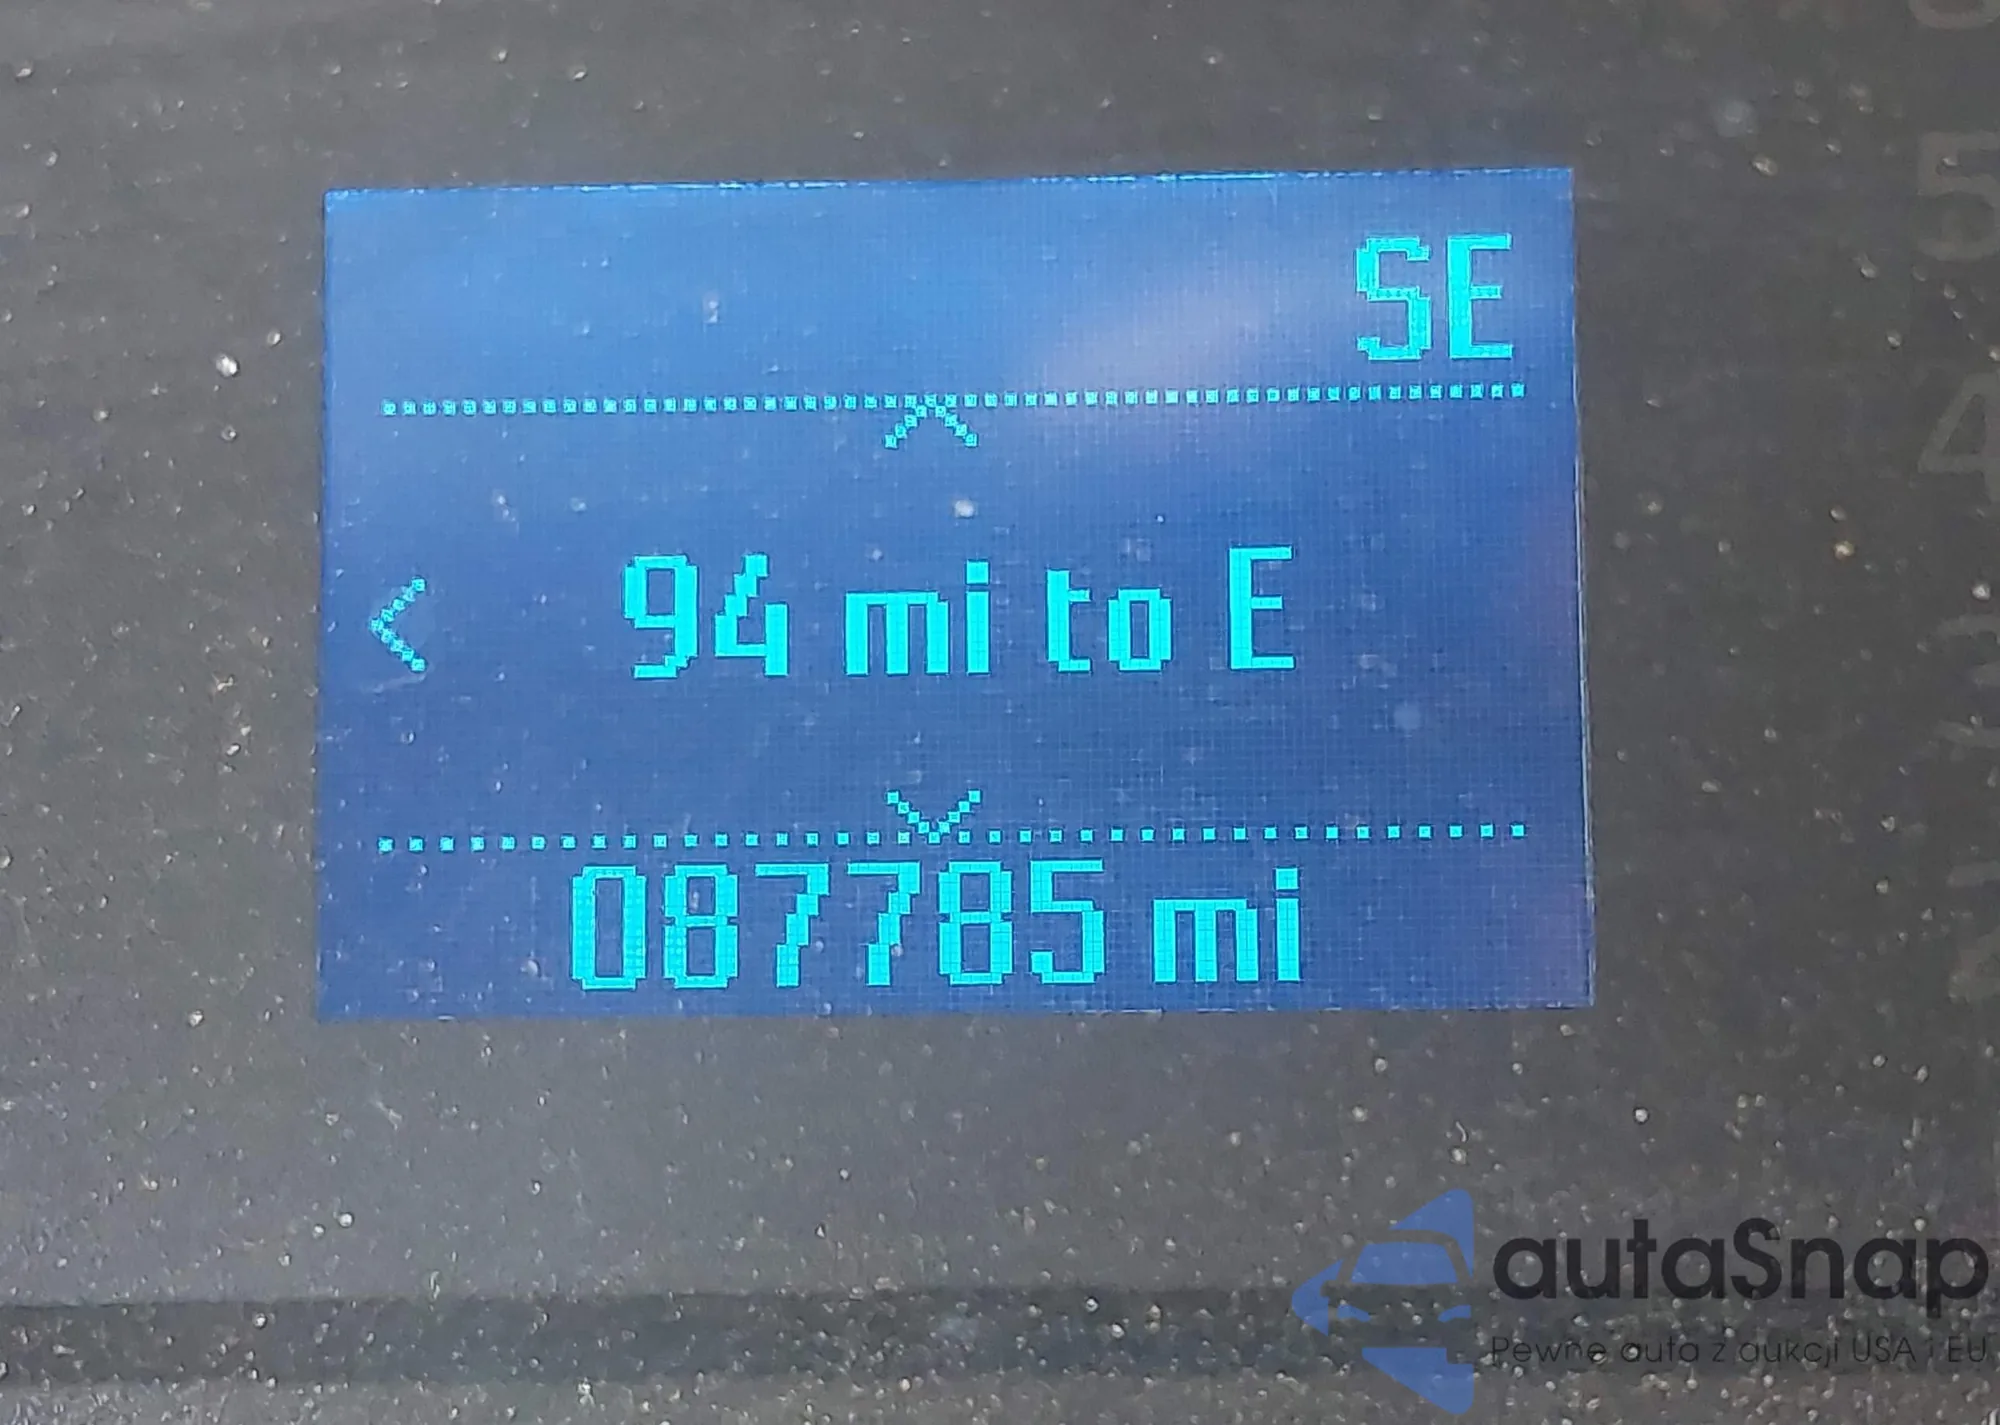 SE
94 mi to E
087785 mi
autaSnap
Pewne auta z aukcji USA i EU